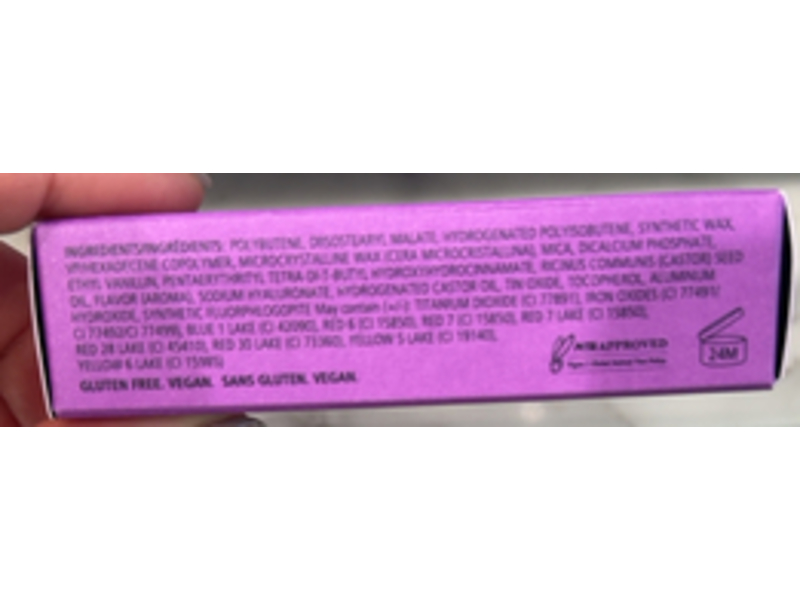 INGREDIENTS/INGRÉDIENTS: POLYBUTENE, DIISOSTEARYL MALATE, HYDROGENATED POLYISOBUTENE, SYNTHETIC WAX,
VP/HEXADECENE COPOLYMER, MICROCRYSTALLINE WAX (CERA MICROCRISTALLINA), MICA, DICALCIUM PHOSPHATE,
ETHYL VANILLIN, PENTAERYTHRITYL TETRA-DI-T-BUTYL HYDROXYHYDROCINNAMATE, RICINUS COMMUNIS (CASTOR) SEED
OIL, FLAVOR (AROMA), SODIUM HYALURONATE, HYDROGENATED CASTOR OIL, TIN OXIDE, TOCOPHEROL, ALUMINUM
HYDROXIDE, SYNTHETIC FLUORPHLOGOPITE May contain (+/-): TITANIUM DIOXIDE (CI 77891), IRON OXIDES (CI 77491/
CI 77492/CI 77499), BLUE 1 LAKE (CI 42090), RED 6 (CI 15850), RED 7 (CI 15850), RED 7 LAKE (CI 15850),
RED 28 LAKE (CI 45410), RED 30 LAKE (CI 73360), YELLOW 5 LAKE (CI 19140),
YELLOW 6 LAKE (CI 15985)
GLUTEN FREE. VEGAN. SANS GLUTEN. VEGAN.
APPROVED
24M